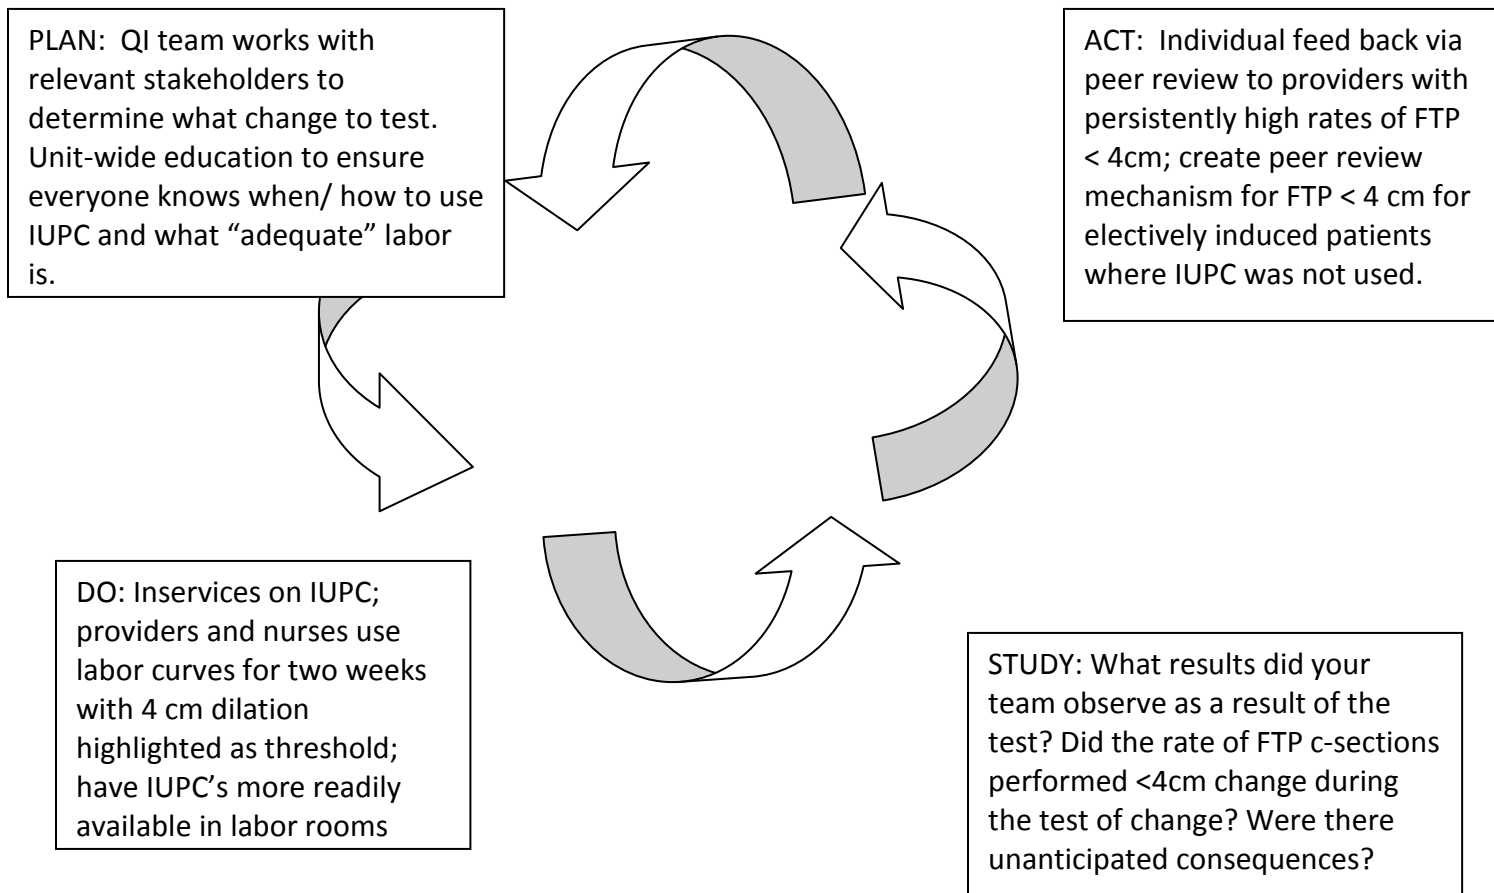 PLAN:  QI team works with
relevant stakeholders to
determine what change to test.
Unit-wide education to ensure
everyone knows when/ how to use
IUPC and what “adequate” labor
is.
ACT:  Individual feed back via
peer review to providers with
persistently high rates of FTP
< 4cm; create peer review
mechanism for FTP < 4 cm for
electively induced patients
where IUPC was not used.
DO: Inservices on IUPC;
providers and nurses use
labor curves for two weeks
with 4 cm dilation
highlighted as threshold;
have IUPC’s more readily
available in labor rooms
STUDY: What results did your
team observe as a result of the
test? Did the rate of FTP c-sections
performed <4cm change during
the test of change? Were there
unanticipated consequences?